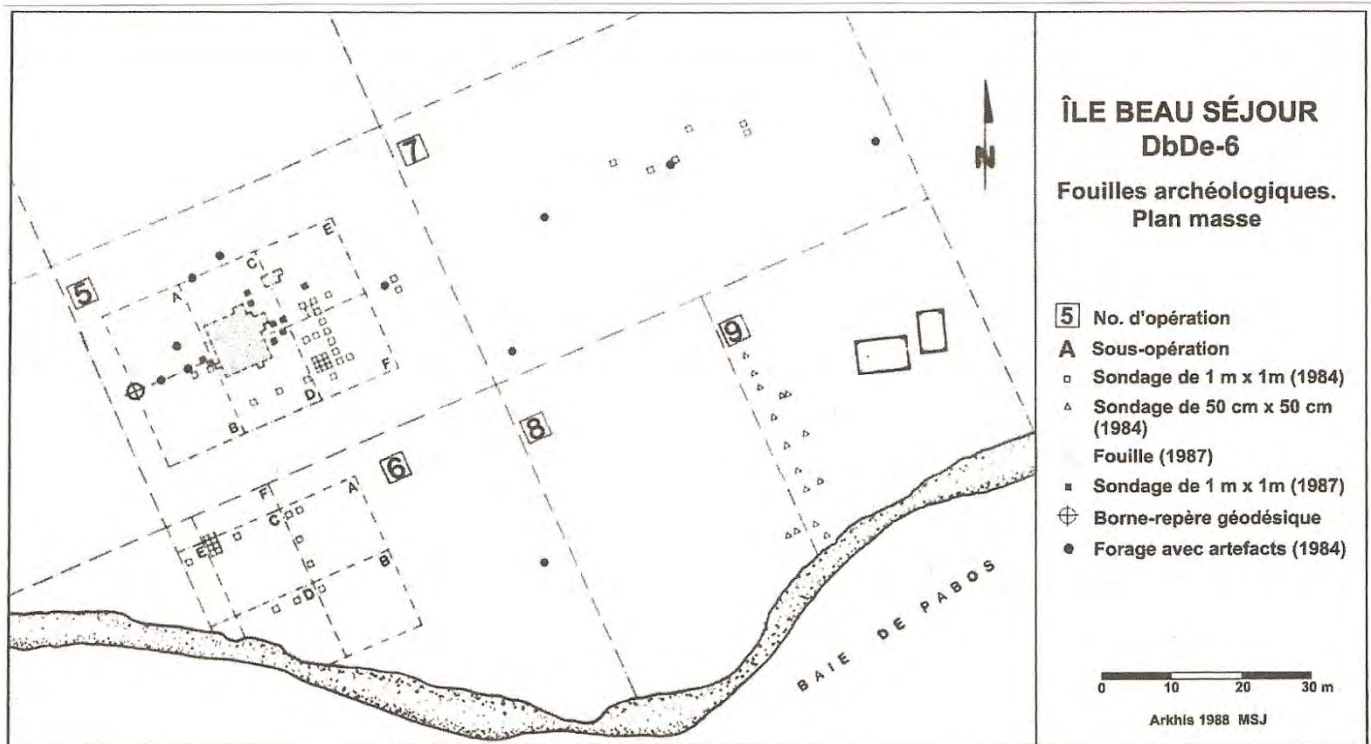 ÎLE BEAU SÉJOUR
DbDe-6
Fouilles archéologiques.
Plan masse
5 No. d'opération
A Sous-opération
Sondage de 1 m x 1m (1984)
Sondage de 50 cm x 50 cm
(1984)
Fouille (1987)
Sondage de 1 m x 1m (1987)
Borne-repère géodésique
Forage avec artefacts (1984)
0 10 20 30 m
Arkhis 1988 MSJ
N
7
5
E
C
A
F
D
B
9
8
6
F
A
C
E
B
D
BAIE DE PABOS